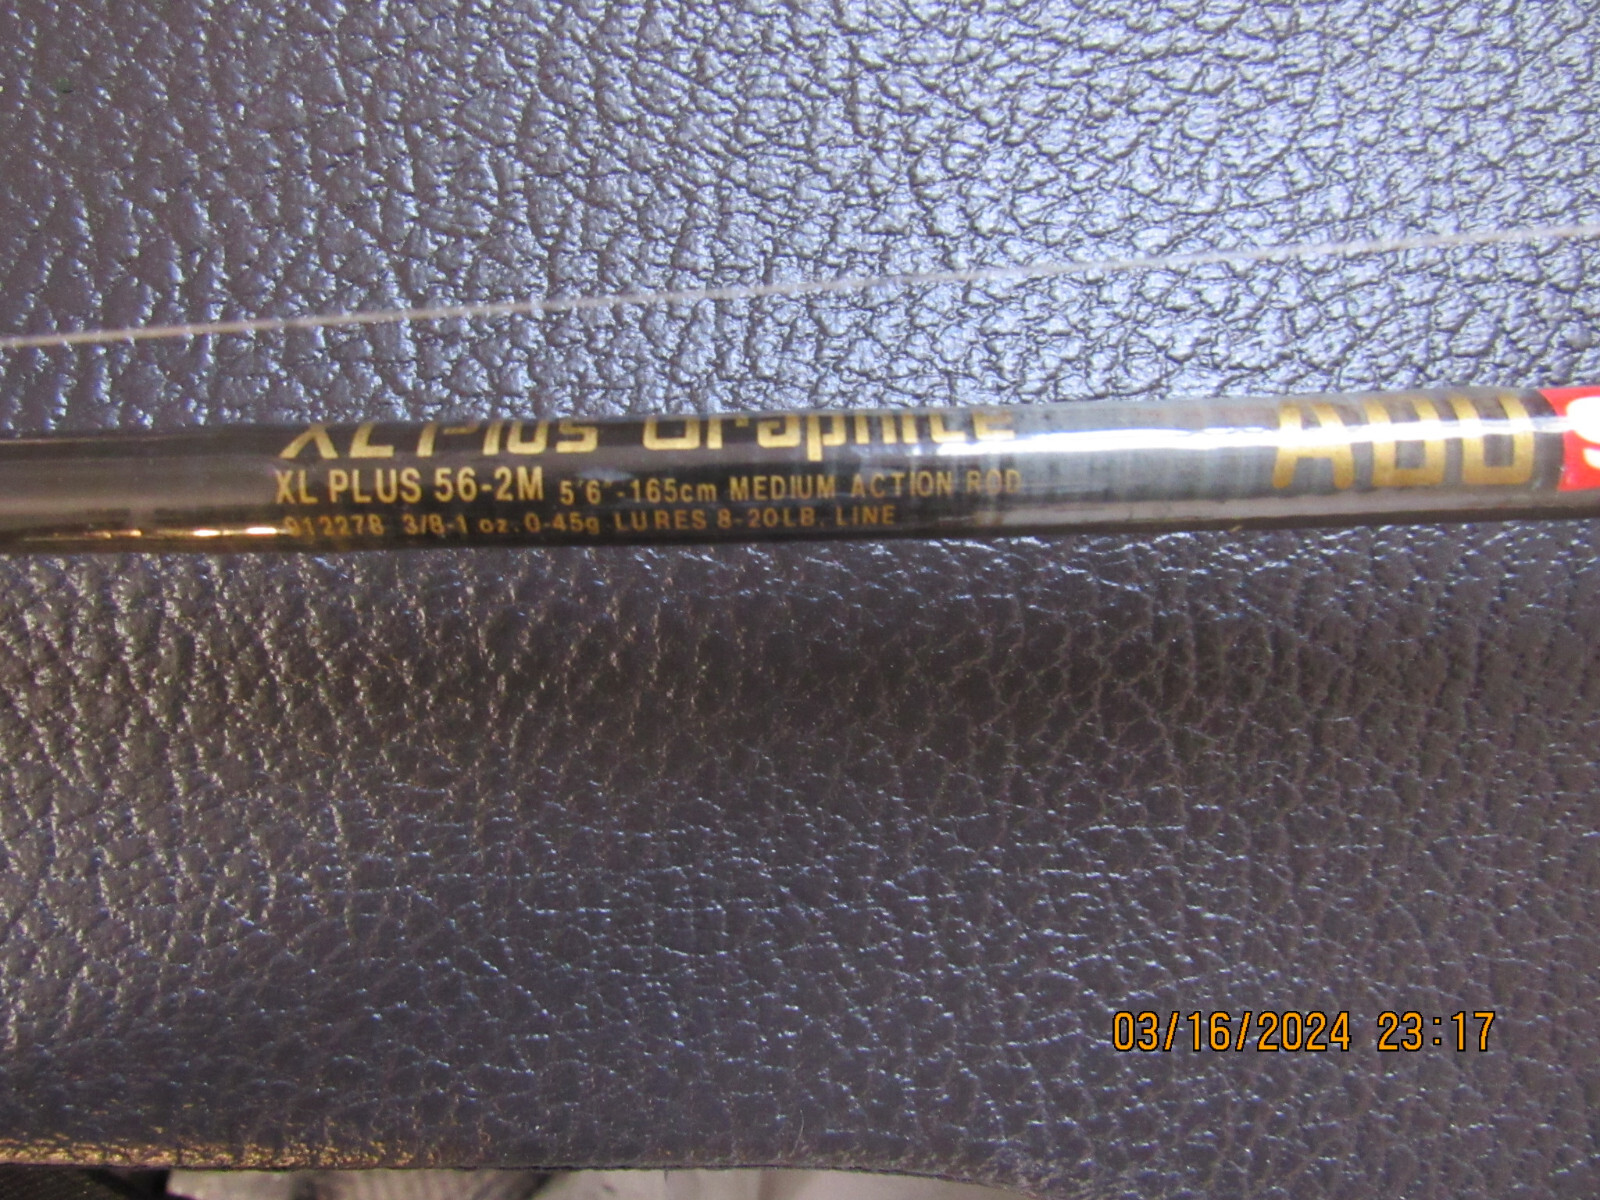 XL Plus Graphite
ABU
XL PLUS 56-2M 5'6"-165cm MEDIUM ACTION ROD
912278 3/8-1 oz. 0-45g LURES 8-20LB. LINE
03/16/2024 23:17